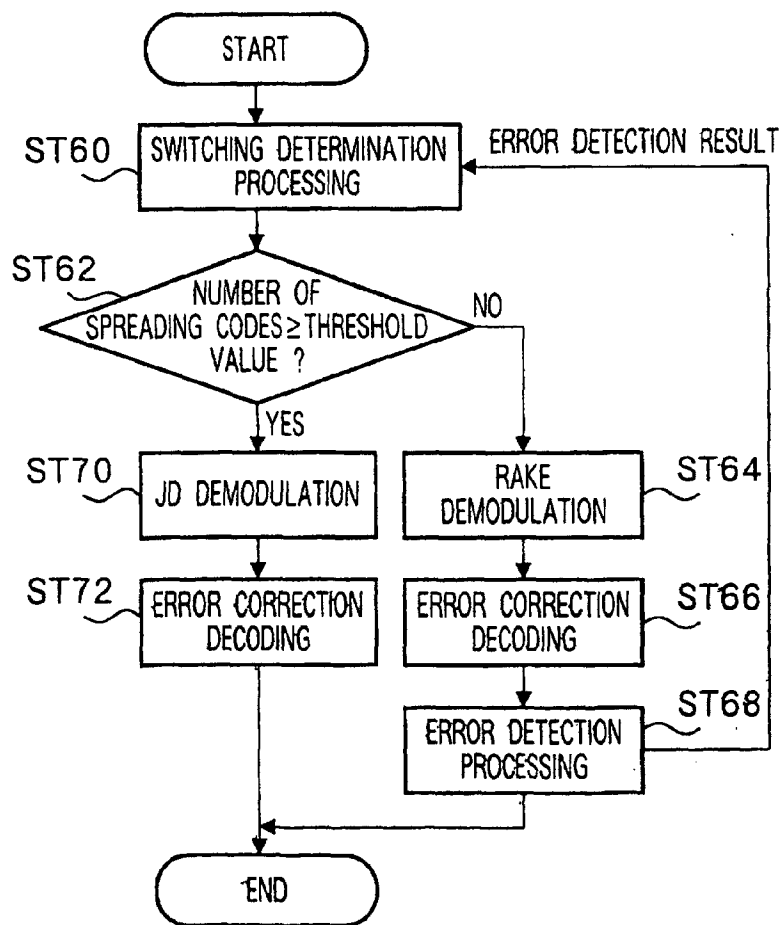 START
ST60
SWITCHING DETERMINATION
PROCESSING
ERROR DETECTION RESULT
ST62
NUMBER OF
SPREADING CODES≥THRESHOLD
VALUE ?
NO
YES
ST70
JD DEMODULATION
RAKE
DEMODULATION
ST64
ST72
ERROR CORRECTION
DECODING
ERROR CORRECTION
DECODING
ST66
ERROR DETECTION
PROCESSING
ST68
END